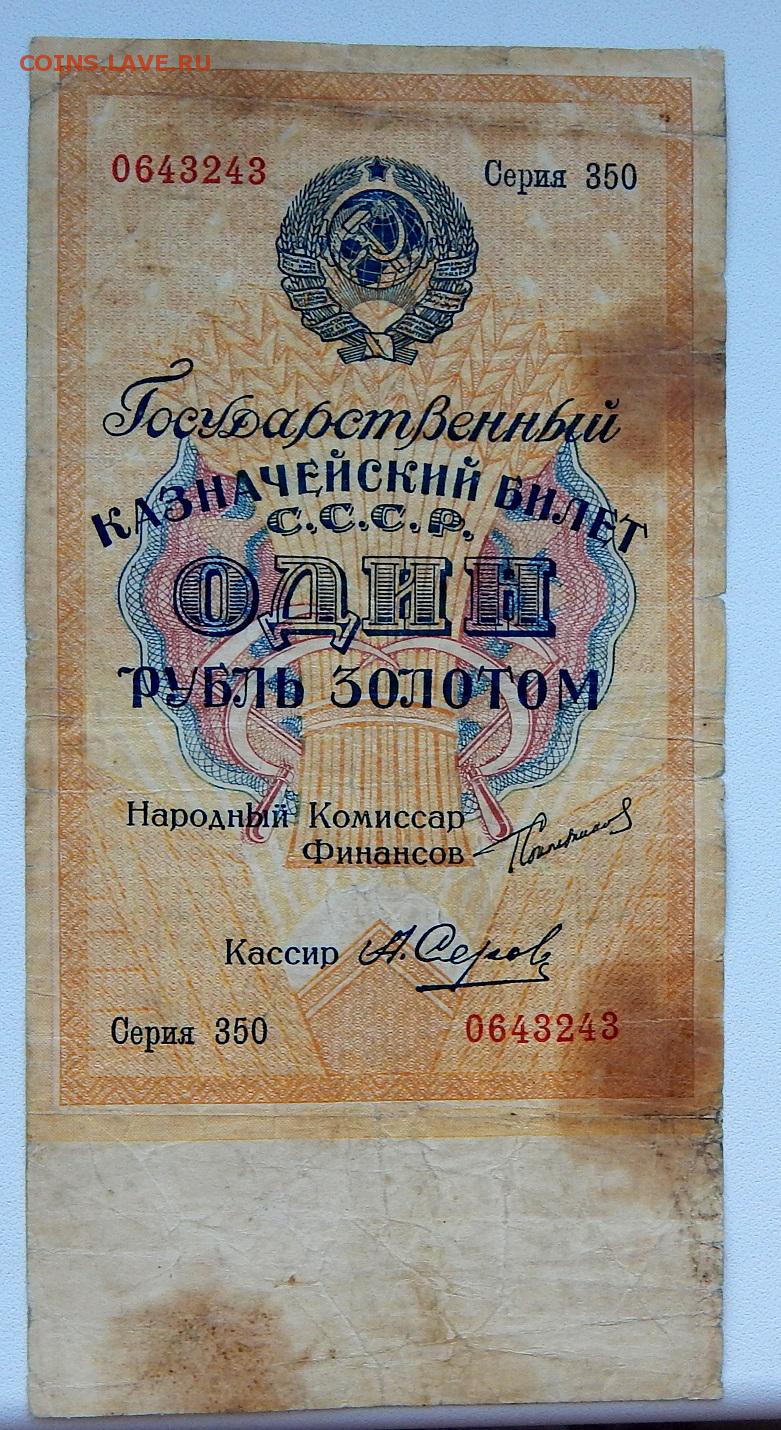 COINS.LAVE.RU
0643243 Серия 350
Государственный
КАЗНАЧЕЙСКИЙ БИЛЕТ
С.С.С.Р.
ОДИН
РУБЛЬ ЗОЛОТОМ
Народный Комиссар
Финансов
Кассир А. Серов
Серия 350 0643243